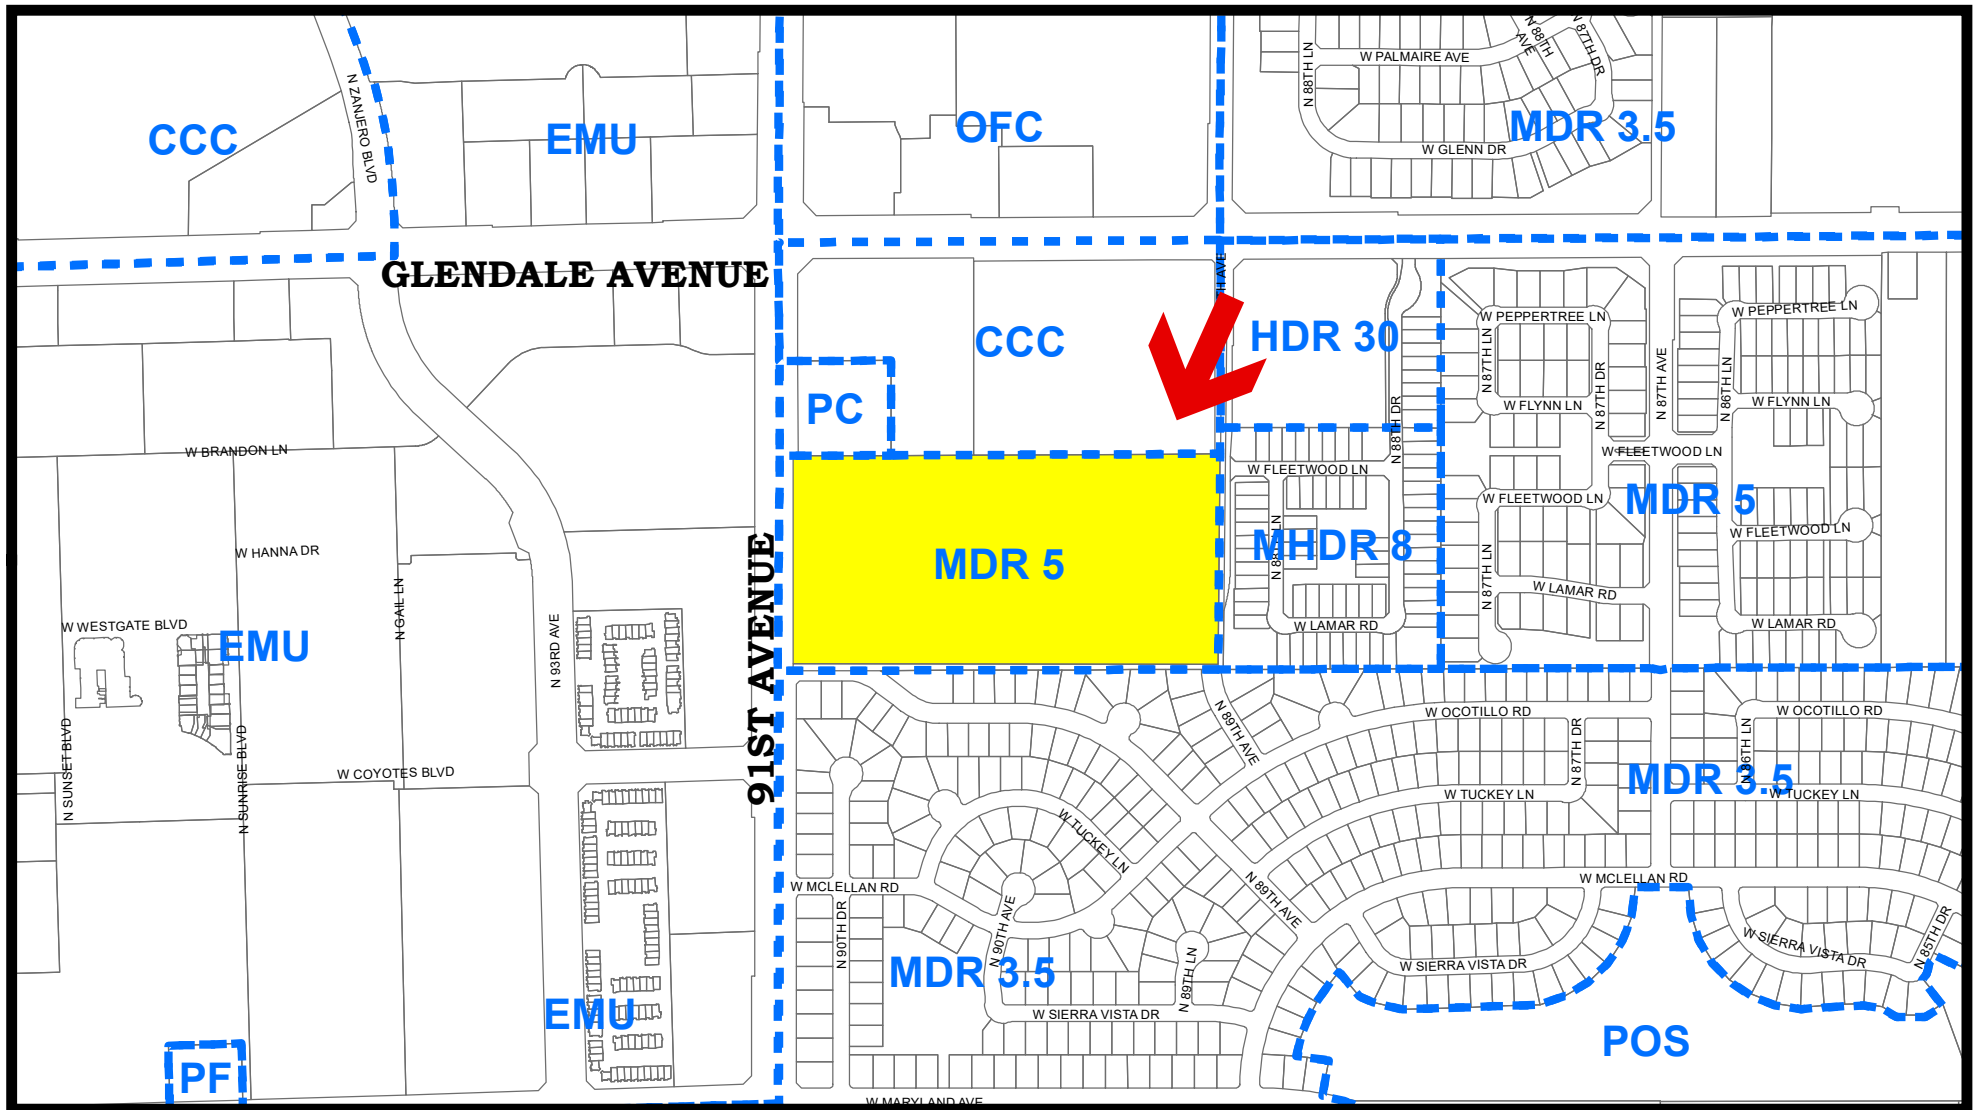 N 88TH LN
W PALMAIRE AVE
N 88TH AVE
N 87TH DR
N ZANJERO BLVD
CCC
EMU
OFC
MDR 3.5
W GLENN DR
GLENDALE AVENUE
TH AVE
CCC
HDR 30
PC
N 88TH DR
W PEPPERTREE LN
N 87TH LN
N 87TH DR
N 87TH AVE
N 86TH LN
W PEPPERTREE LN
W FLYNN LN
W FLYNN LN
W BRANDON LN
W FLEETWOOD LN
W FLEETWOOD LN
W FLEETWOOD LN
MDR 5
W FLEETWOOD LN
W HANNA DR
91ST AVENUE
MDR 5
N 88TH LN
MHDR 8
N 87TH LN
W LAMAR RD
W LAMAR RD
W LAMAR RD
N GAIL LN
N 93RD AVE
W WESTGATE BLVD
EMU
N SUNSET BLVD
N SUNRISE BLVD
W COYOTES BLVD
N 89TH AVE
W OCOTILLO RD
N 87TH DR
N 86TH LN
W OCOTILLO RD
MDR 3.5
W TUCKEY LN
W TUCKEY LN
W TUCKEY LN
W MCLELLAN RD
N 89TH AVE
W MCLELLAN RD
N 90TH DR
N 90TH AVE
N 89TH LN
MDR 3.5
W SIERRA VISTA DR
W SIERRA VISTA DR
N 85TH DR
W SIERRA VISTA DR
EMU
POS
PF
W MARYLAND AVE